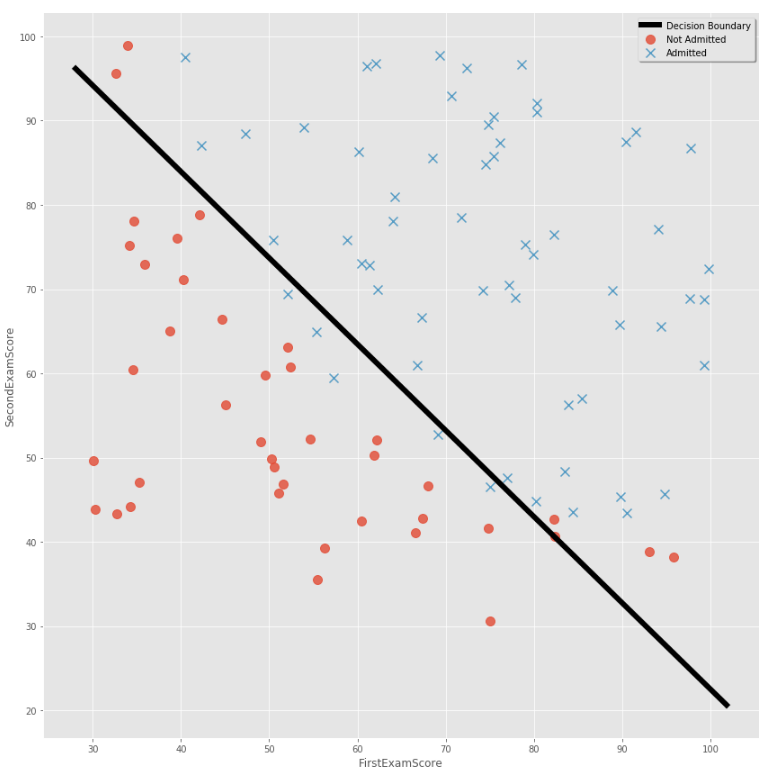 Decision Boundary
Not Admitted
Admitted
100
90
80
70
60
50
40
30
20
SecondExamScore
30 40 50 60 70 80 90 100
FirstExamScore